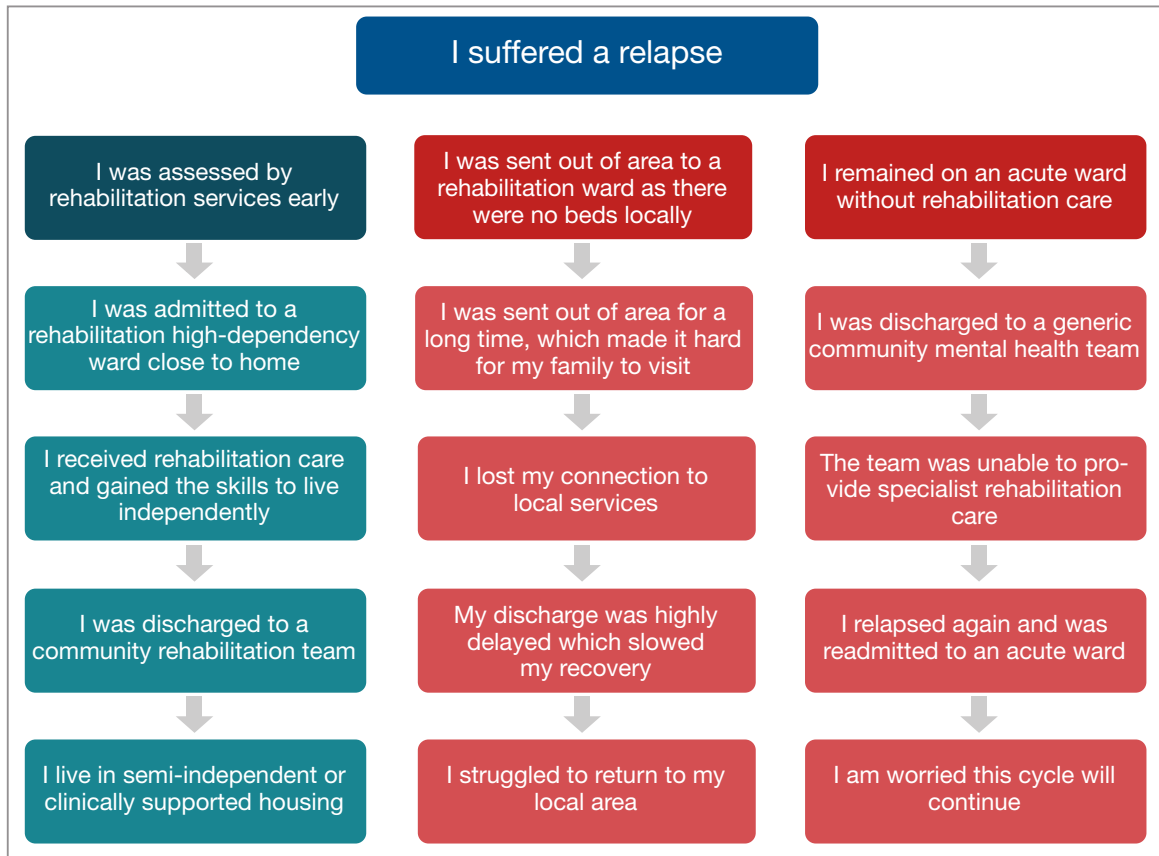 I suffered a relapse
I was assessed by
rehabilitation services early
I was admitted to a
rehabilitation high-dependency
ward close to home
I received rehabilitation care
and gained the skills to live
independently
I was discharged to a
community rehabilitation team
I live in semi-independent or
clinically supported housing
I was sent out of area to a
rehabilitation ward as there
were no beds locally
I was sent out of area for a
long time, which made it hard
for my family to visit
I lost my connection to
local services
My discharge was highly
delayed which slowed
my recovery
I struggled to return to my
local area
I remained on an acute ward
without rehabilitation care
I was discharged to a generic
community mental health team
The team was unable to pro-
vide specialist rehabilitation
care
I relapsed again and was
readmitted to an acute ward
I am worried this cycle will
continue